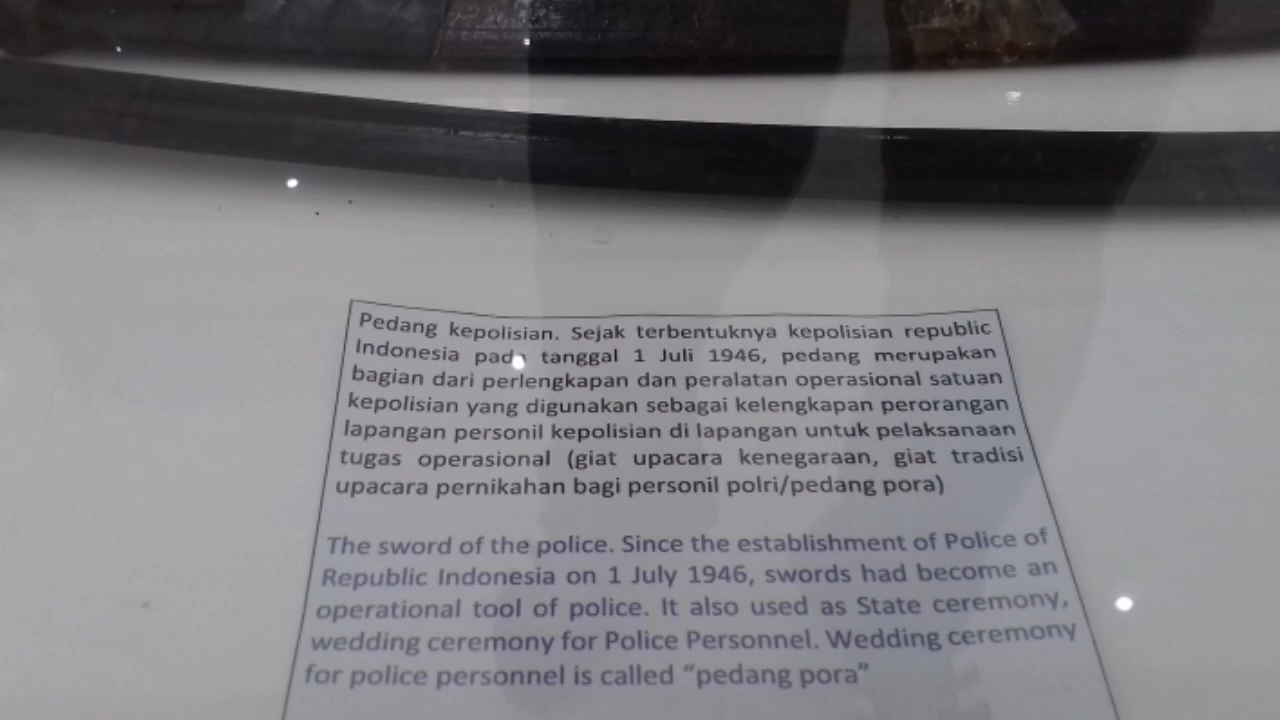 Pedang kepolisian. Sejak terbentuknya kepolisian republic
Indonesia pada tanggal 1 Juli 1946, pedang merupakan
bagian dari perlengkapan dan peralatan operasional satuan
kepolisian yang digunakan sebagai kelengkapan perorangan
lapangan personil kepolisian di lapangan untuk pelaksanaan
tugas operasional (giat upacara kenegaraan, giat tradisi
upacara pernikahan bagi personil polri/pedang pora)
The sword of the police. Since the establishment of Police of
Republic Indonesia on 1 July 1946, swords had become an
operational tool of police. It also used as State ceremony,
wedding ceremony for Police Personnel. Wedding ceremony
for police personnel is called “pedang pora”